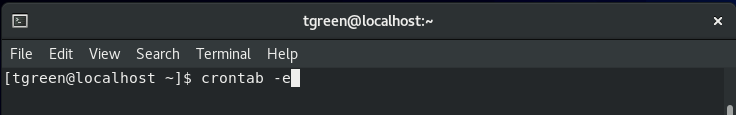 tgreen@localhost:~
File Edit View Search Terminal Help
[tgreen@localhost ~]$ crontab -e